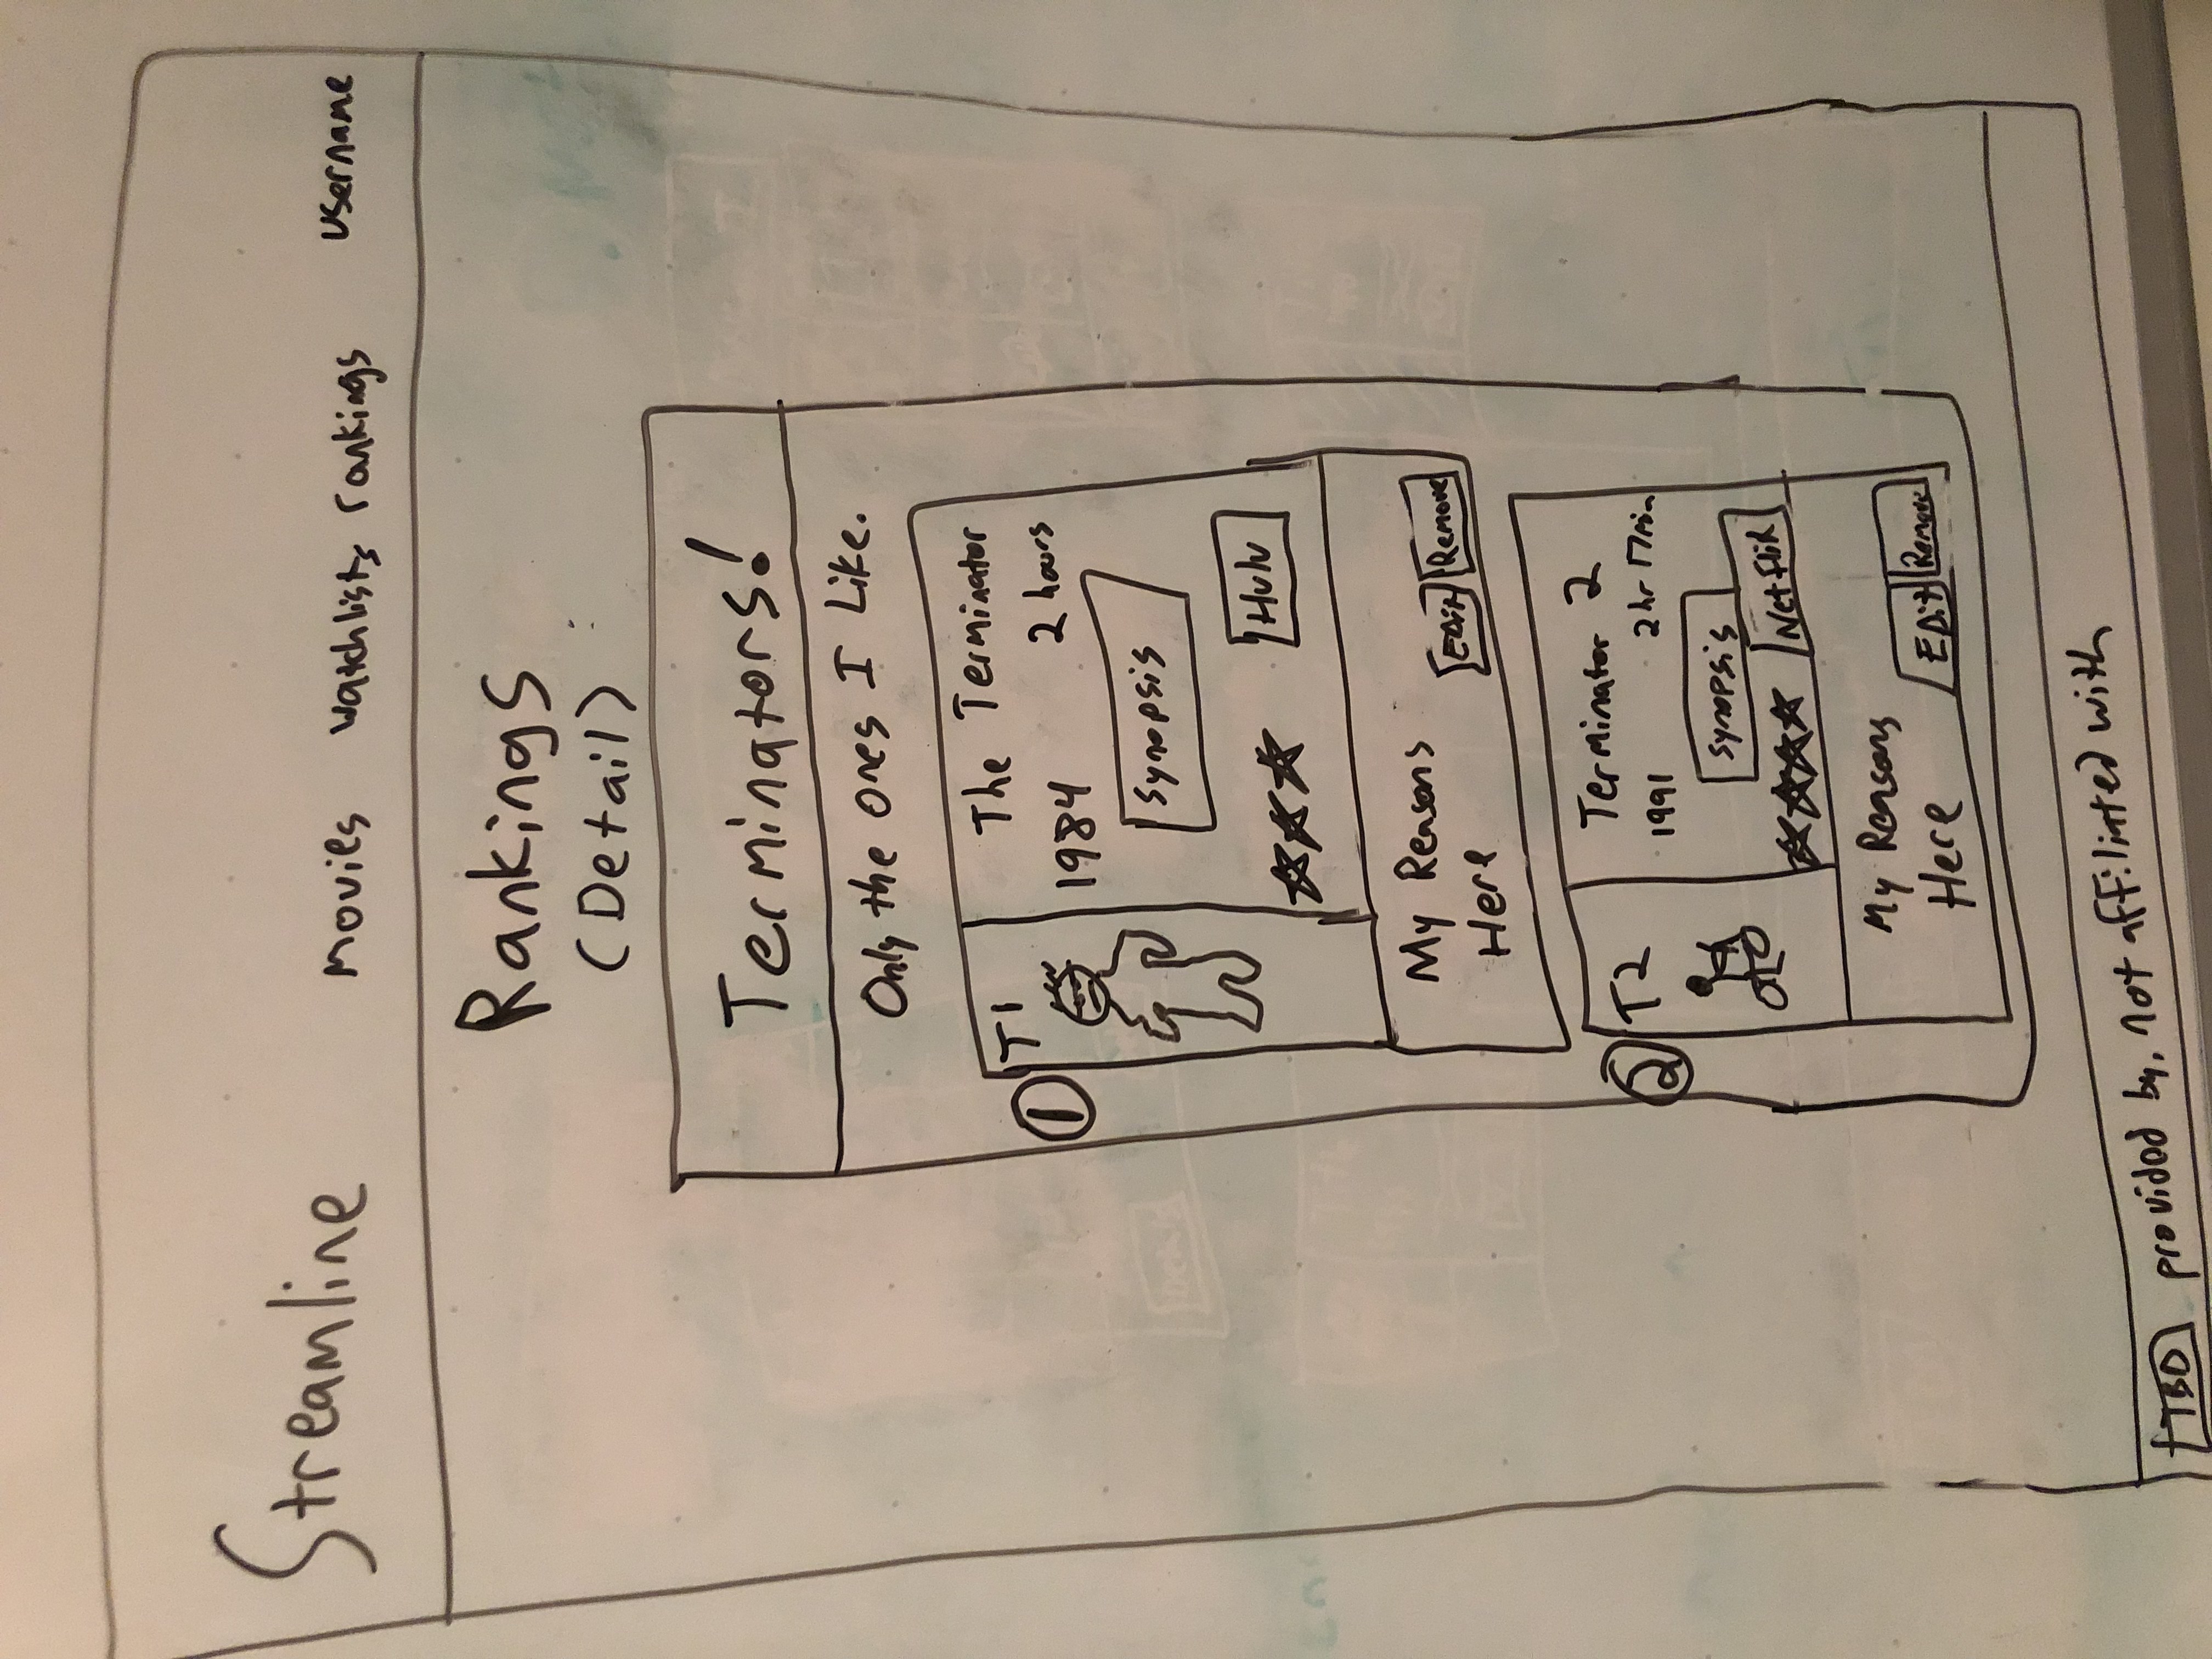 Streamline
Movies watchlists rankings username
Rankings
(Detail)
Terminators!
Only the ones I Like.
1
T1
The Terminator
1984 2 hours
Synopsis
Hulu
My Reasons
Here
Edit Remove
2
T2
Terminator 2
1991 2 hr 17min
Synopsis
Netflix
My Reasons
Here
Edit Remove
TBD provided by, not affiliated with